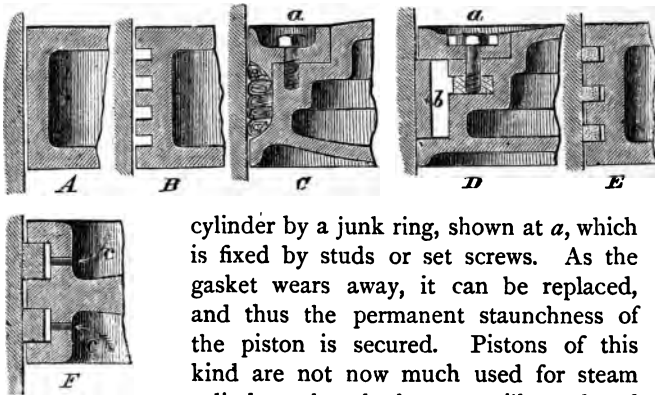 a
a
b
A
B
C
D
E
c
c
F
cylinder by a junk ring, shown at a, which
is fixed by studs or set screws. As the
gasket wears away, it can be replaced,
and thus the permanent staunchness of
the piston is secured. Pistons of this
kind are not now much used for steam